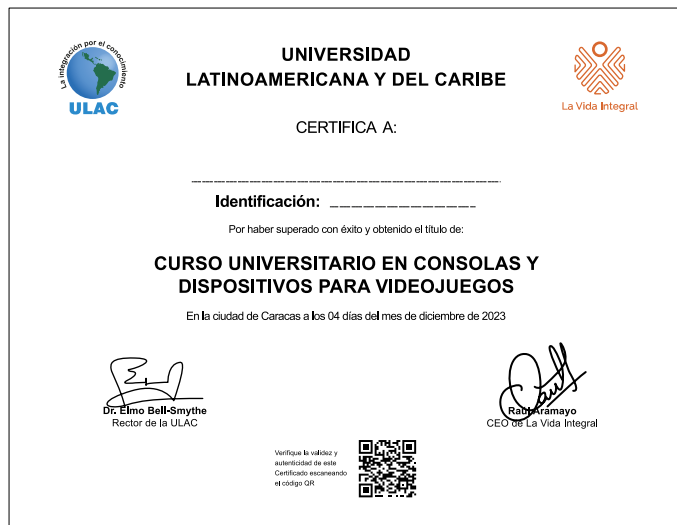 La integración por el conocimiento
ULAC
UNIVERSIDAD
LATINOAMERICANA Y DEL CARIBE
La Vida Integral
CERTIFICA A:
Identificación:
Por haber superado con éxito y obtenido el título de:
CURSO UNIVERSITARIO EN CONSOLAS Y
DISPOSITIVOS PARA VIDEOJUEGOS
En la ciudad de Caracas a los 04 días del mes de diciembre de 2023
Dr. Elmo Bell-Smythe
Rector de la ULAC
Raúl Aramayo
CEO de La Vida Integral
Verifique la validez y
autenticidad de este
Certificado escaneando
el código QR